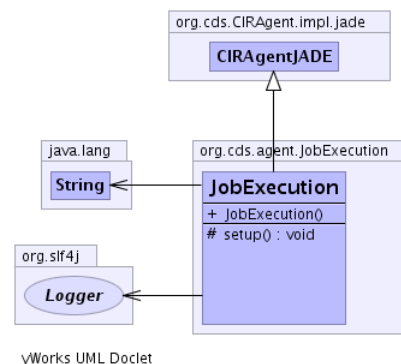 org.cds.CIRAgent.impl.jade
CIRAgentJADE
java.lang
String
org.cds.agent.JobExecution
JobExecution
+ JobExecution()
# setup() : void
org.slf4j
Logger
yWorks UML Doclet